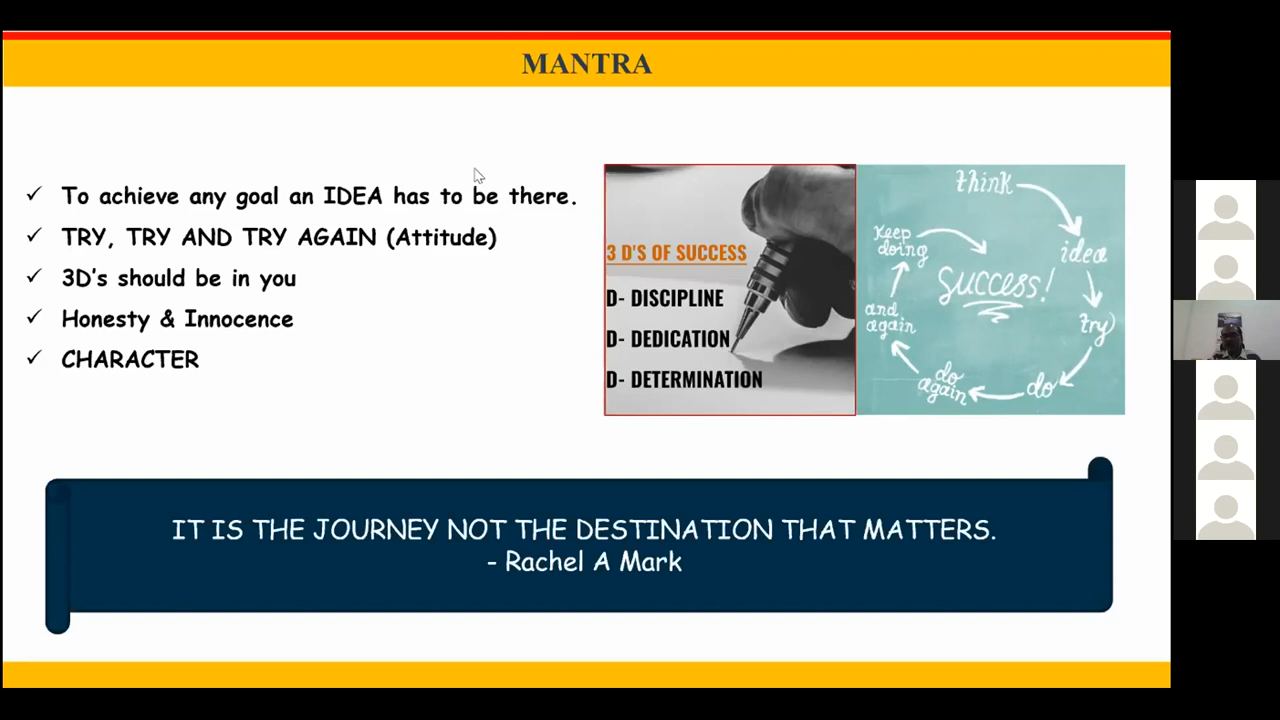 MANTRA
✓ To achieve any goal an IDEA has to be there.
✓ TRY, TRY AND TRY AGAIN (Attitude)
✓ 3D's should be in you
✓ Honesty & Innocence
✓ CHARACTER
3 D'S OF SUCCESS
D- DISCIPLINE
D- DEDICATION
D- DETERMINATION
think
idea
try
do
do
again
and
again
keep
doing
success!
IT IS THE JOURNEY NOT THE DESTINATION THAT MATTERS.
- Rachel A Mark